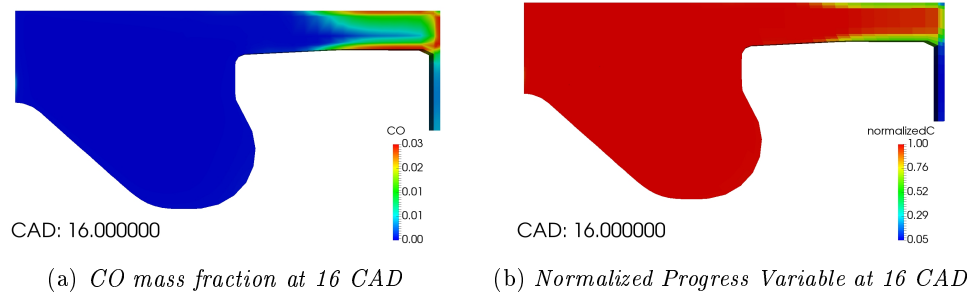 CO
0.03
0.02
0.01
0.01
0.00
CAD: 16.000000
normalizedC
1.00
0.76
0.52
0.29
0.05
CAD: 16.000000
(a) CO mass fraction at 16 CAD
(b) Normalized Progress Variable at 16 CAD